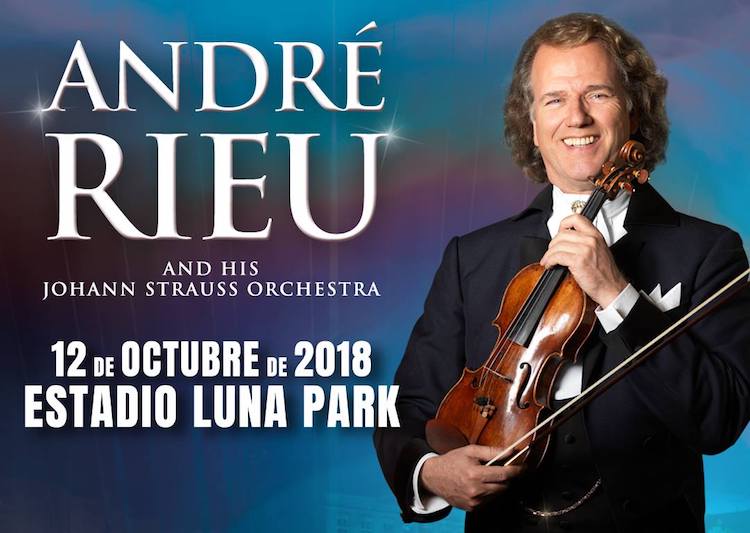 ANDRÉ
RIEU
AND HIS
JOHANN STRAUSS ORCHESTRA
12 DE OCTUBRE DE 2018
ESTADIO LUNA PARK